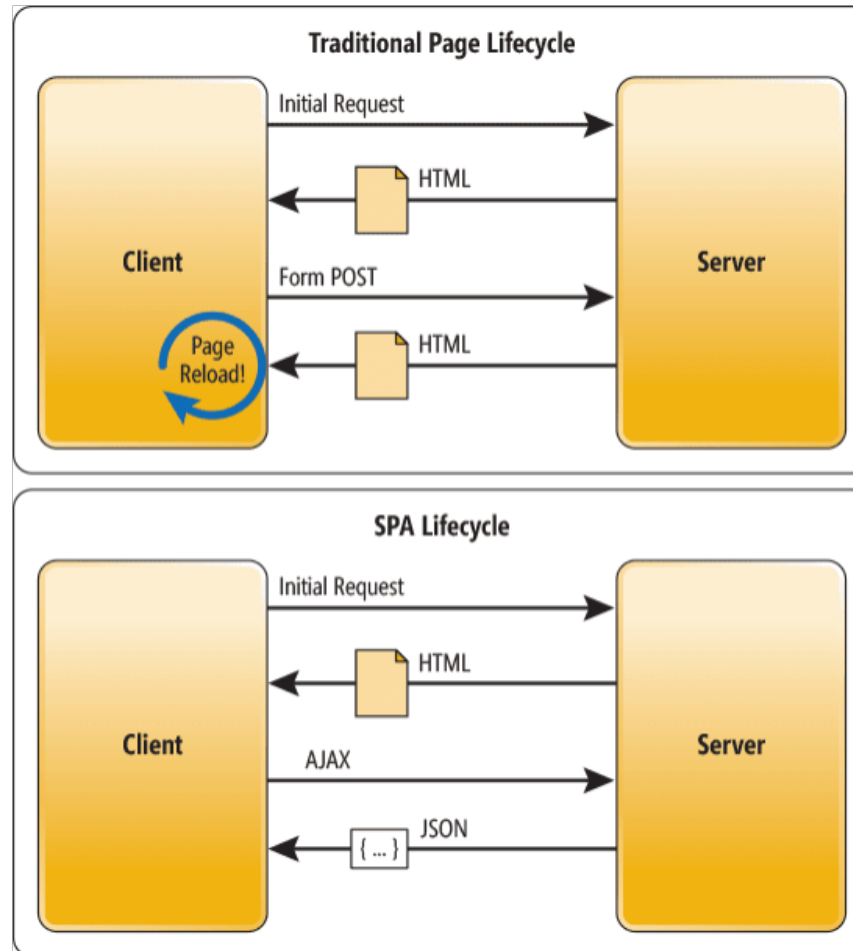 Traditional Page Lifecycle
Initial Request
HTML
Client
Server
Form POST
HTML
Page
Reload!
SPA Lifecycle
Initial Request
HTML
Client
Server
AJAX
JSON
{ ... }